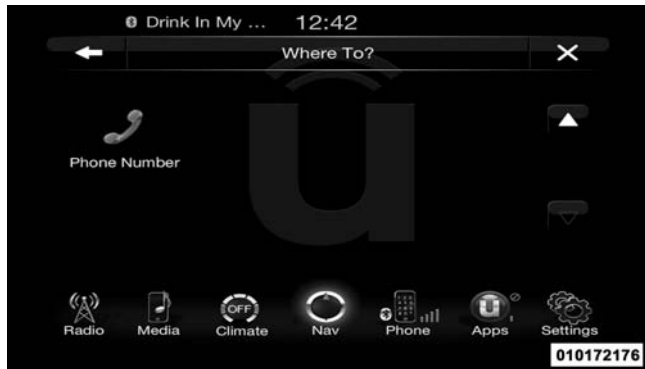 Drink In My ... 12:42
Where To?
Phone Number
OFF
Radio Media Climate Nav Phone Apps Settings
010172176